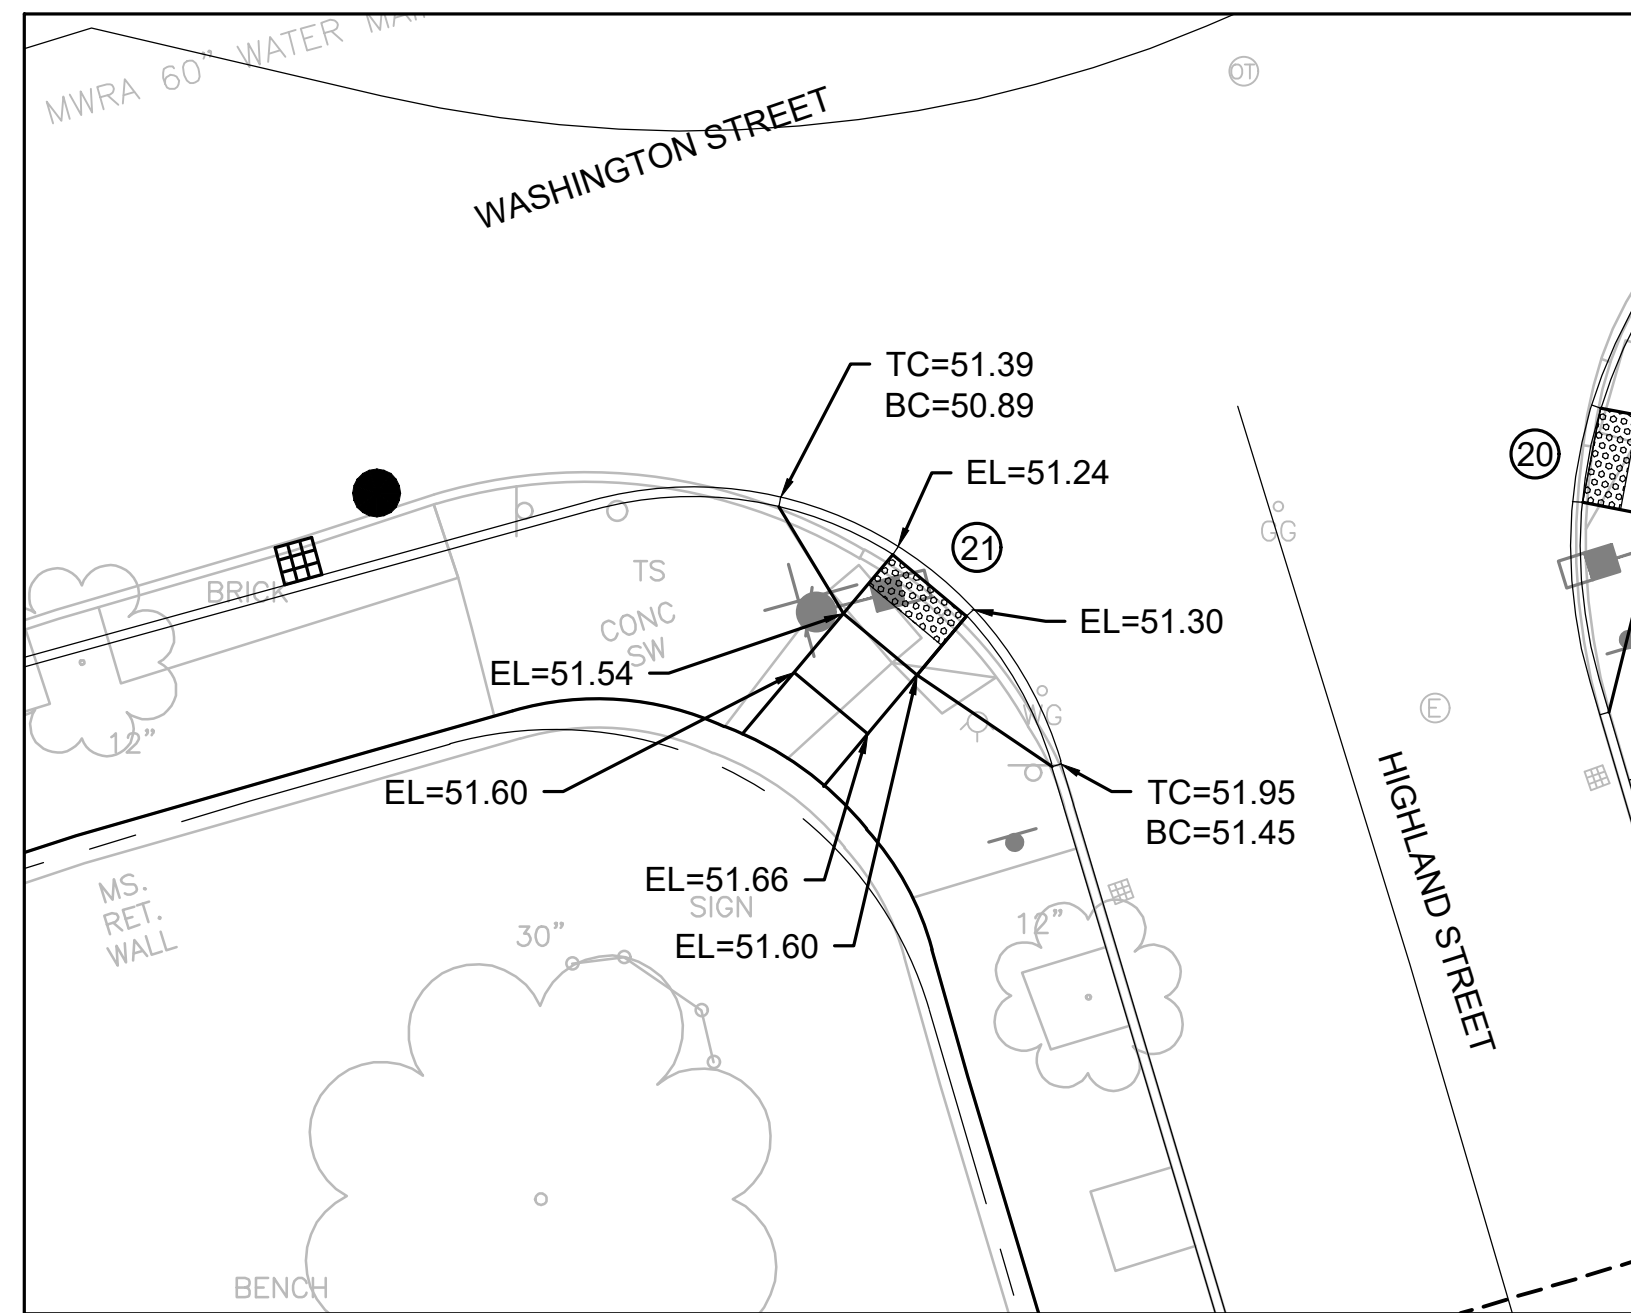 MWRA 60" WATER
WASHINGTON STREET
OT
TC=51.39
BC=50.89
EL=51.24
20
21
GG
BRICK
TS
CONC
SW
EL=51.30
EL=51.54
WG
E
12"
EL=51.60
TC=51.95
BC=51.45
HIGHLAND STREET
MS.
RET.
WALL
EL=51.66
SIGN
30"
12"
EL=51.60
BENCH